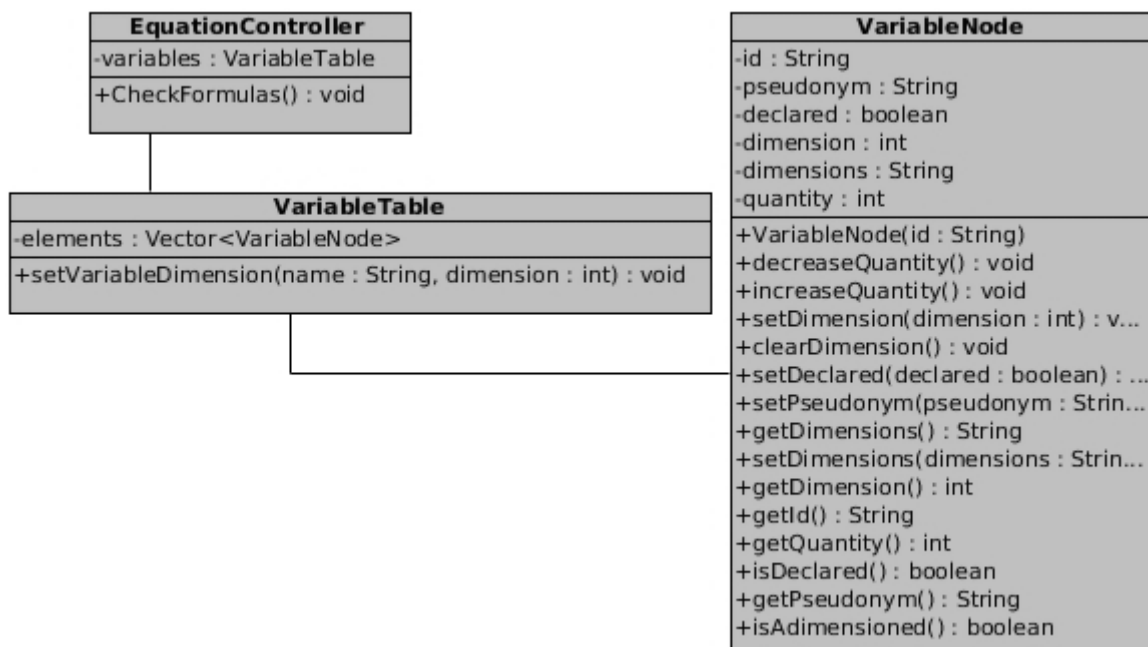 EquationController
-variables : VariableTable
+CheckFormulas() : void
VariableTable
-elements : Vector<VariableNode>
+setVariableDimension(name : String, dimension : int) : void
VariableNode
-id : String
-pseudonym : String
-declared : boolean
-dimension : int
-dimensions : String
-quantity : int
+VariableNode(id : String)
+decreaseQuantity() : void
+increaseQuantity() : void
+setDimension(dimension : int) : v...
+clearDimension() : void
+setDeclared(declared : boolean) : ...
+setPseudonym(pseudonym : Strin...
+getDimensions() : String
+setDimensions(dimensions : Strin...
+getDimension() : int
+getId() : String
+getQuantity() : int
+isDeclared() : boolean
+getPseudonym() : String
+isAdimensioned() : boolean